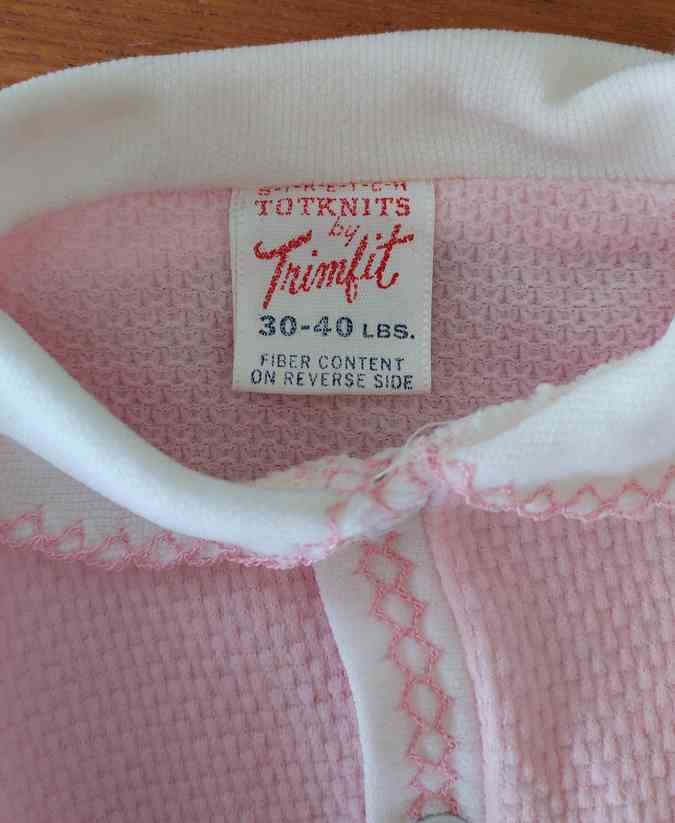 S-T-R-E-T-C-H
TOTKNITS
by
Trimfit
30-40 LBS.
FIBER CONTENT
ON REVERSE SIDE